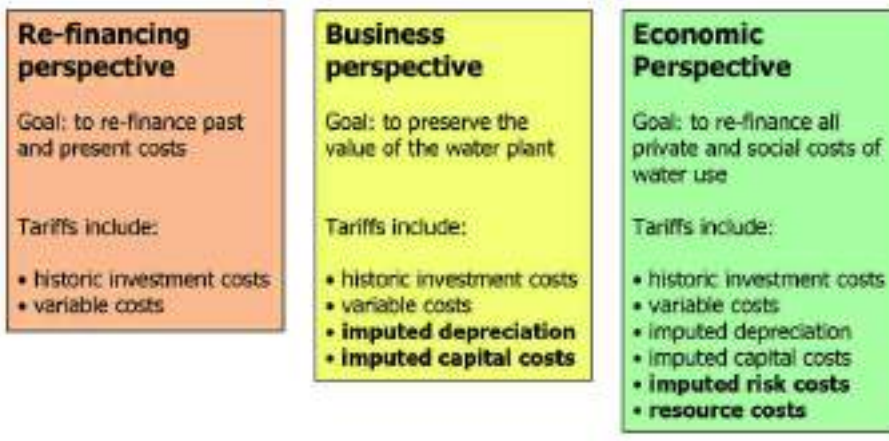 Re-financing
perspective
Goal: to re-finance past
and present costs
Tariffs include:
• historic investment costs
• variable costs
Business
perspective
Goal: to preserve the
value of the water plant
Tariffs include:
• historic investment costs
• variable costs
• imputed depreciation
• imputed capital costs
Economic
Perspective
Goal: to re-finance all
private and social costs of
water use
Tariffs include:
• historic investment costs
• variable costs
• imputed depreciation
• imputed capital costs
• imputed risk costs
• resource costs